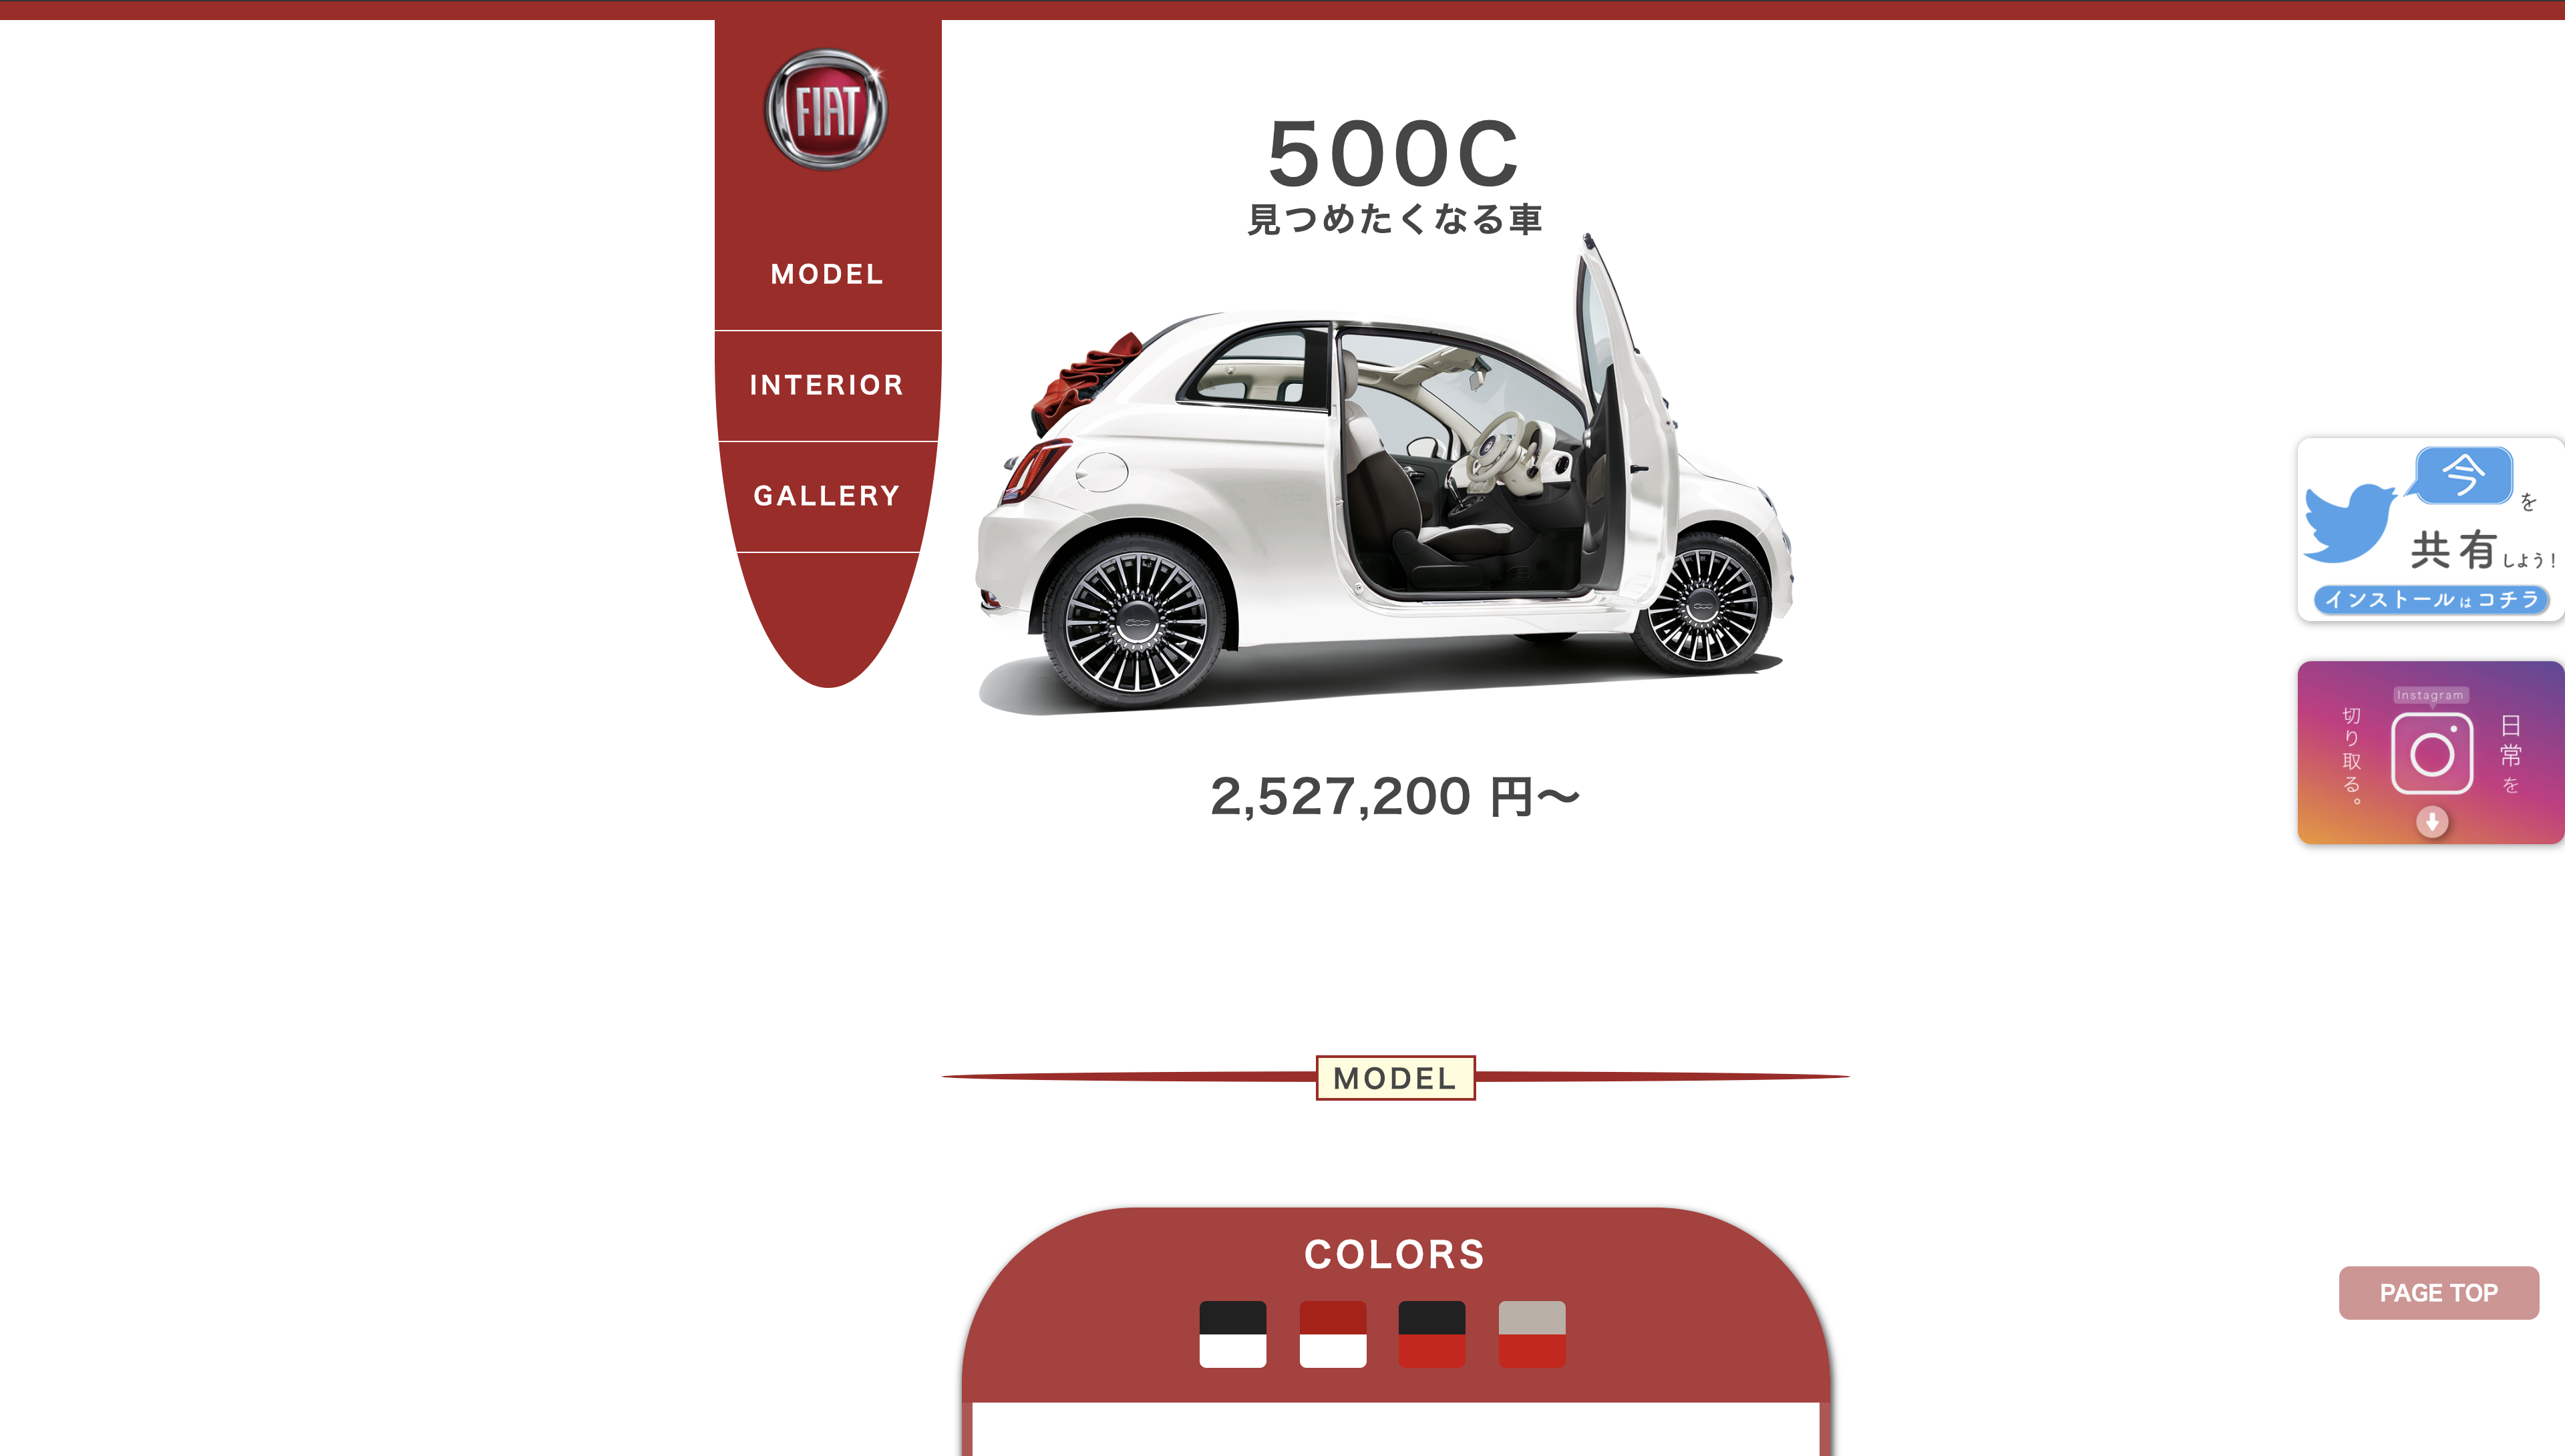 FIAT
MODEL
INTERIOR
GALLERY
500C
見つめたくなる車
2,527,200 円〜
今を
共有しよう！
インストールはコチラ
Instagram
日常を
切り取る。
MODEL
COLORS
PAGE TOP